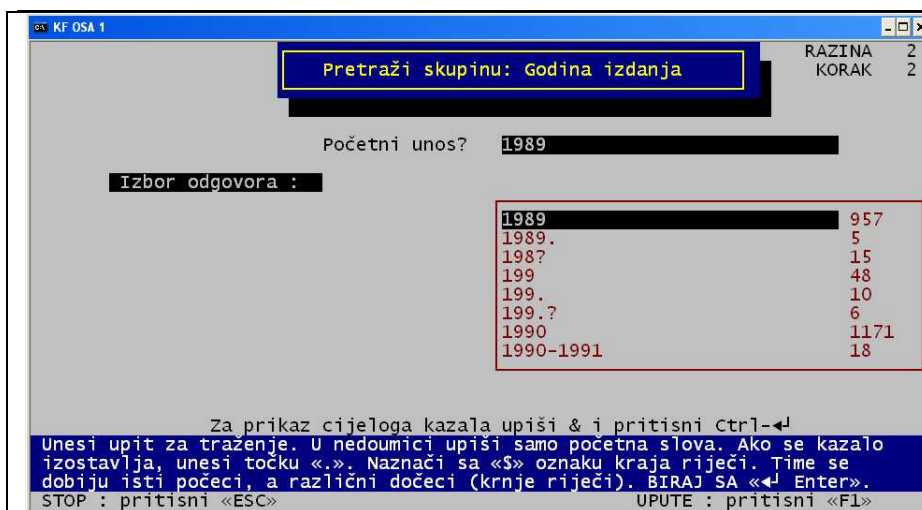 KF OSA 1
RAZINA 2
Pretraži skupinu: Godina izdanja
KORAK 2
Početni unos? 1989
Izbor odgovora :
1989 957
1989. 5
198? 15
199 48
199. 10
199.? 6
1990 1171
1990-1991 18
Za prikaz cijeloga kazala upiši & i pritisni Ctrl-↲
Unesi upit za traženje. U nedoumici upiši samo početna slova. Ako se kazalo
izostavlja, unesi točku «.». Naznači sa «$» oznaku kraja riječi. Time se
dobiju isti počeci, a različni dočeci (krnje riječi). BIRAJ SA «↲ Enter».
STOP : pritisni «ESC» UPUTE : pritisni «F1»